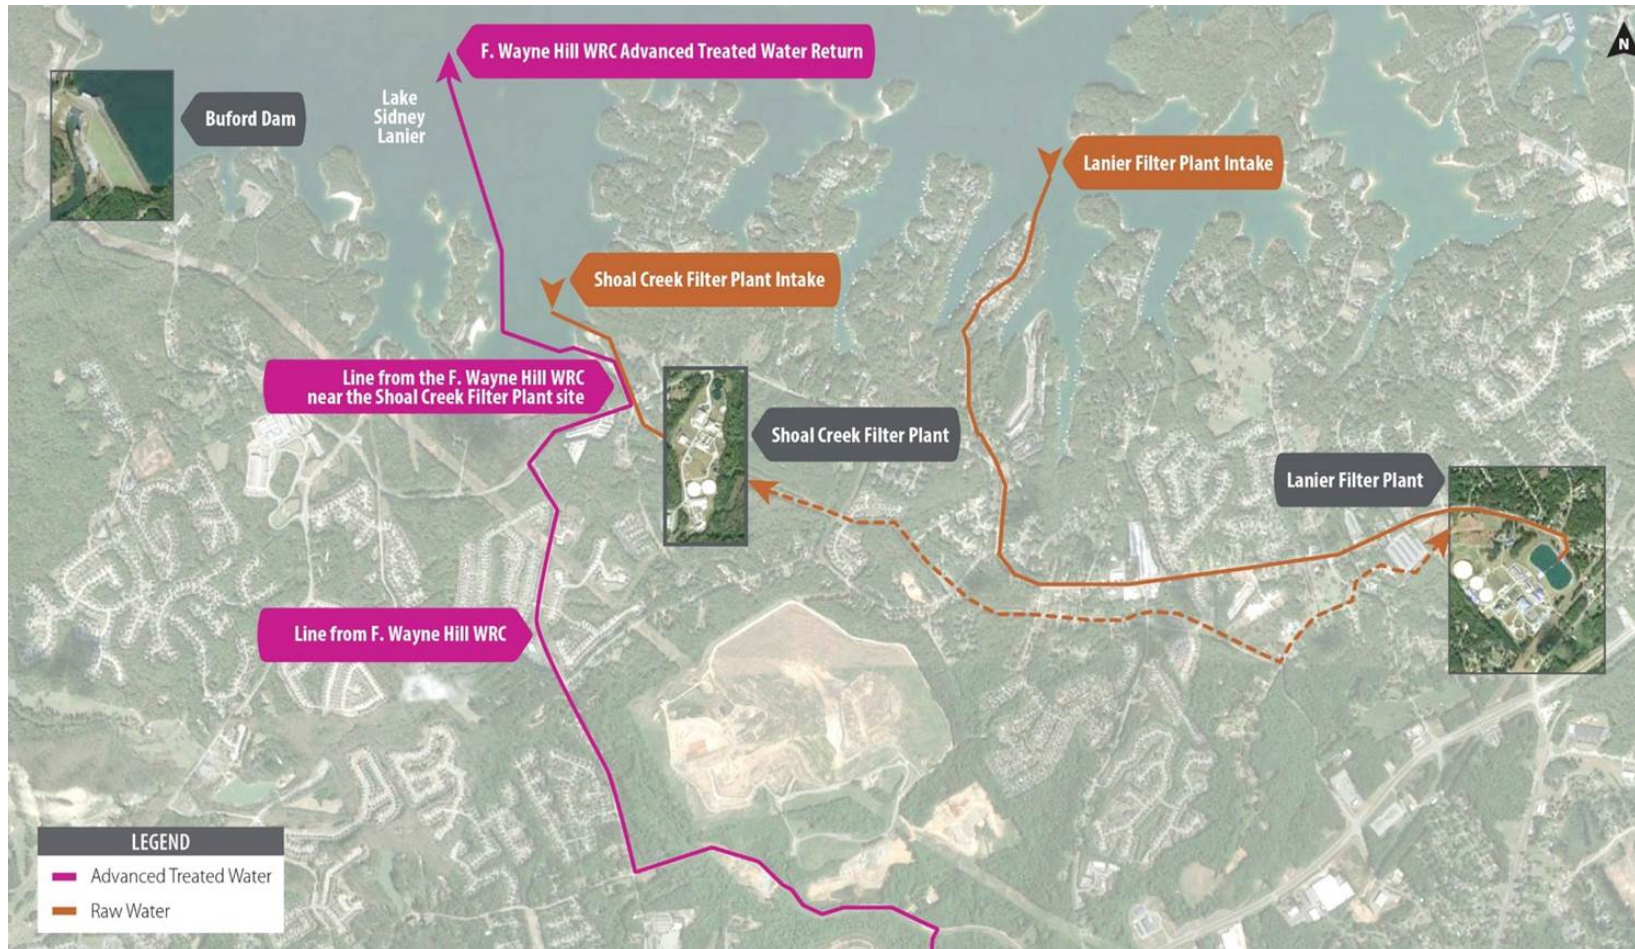 F. Wayne Hill WRC Advanced Treated Water Return
N
Buford Dam
Lake
Sidney
Lanier
Lanier Filter Plant Intake
Shoal Creek Filter Plant Intake
Line from the F. Wayne Hill WRC
near the Shoal Creek Filter Plant site
Shoal Creek Filter Plant
Lanier Filter Plant
Line from F. Wayne Hill WRC
LEGEND
Advanced Treated Water
Raw Water